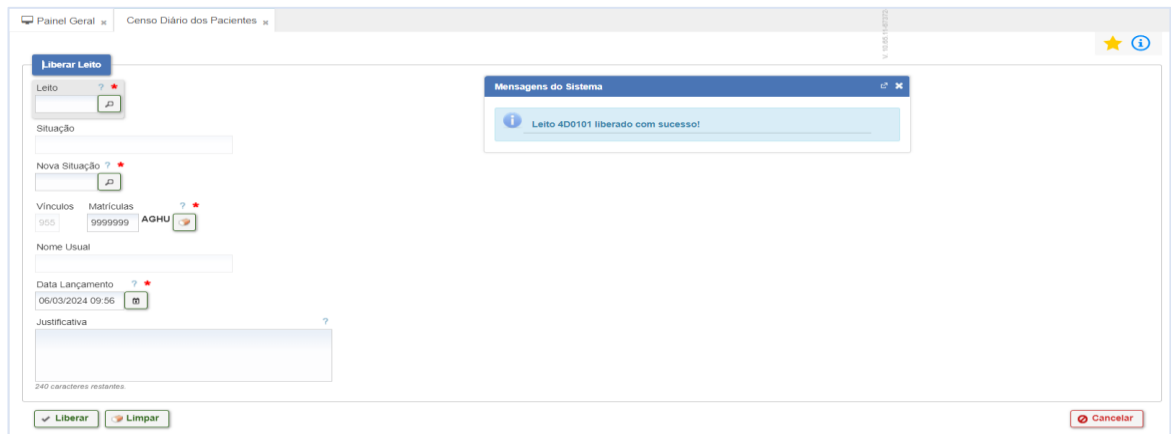 Painel Geral
Censo Diário dos Pacientes
Liberar Leito
Leito ? *
Situação
Nova Situação ? *
Vínculos Matrículas ? *
955 9999999 AGHU
Nome Usual
Data Lançamento ? *
06/03/2024 09:56
Justificativa ?
240 caracteres restantes.
Liberar
Limpar
Mensagens do Sistema
Leito 4D0101 liberado com sucesso!
Cancelar